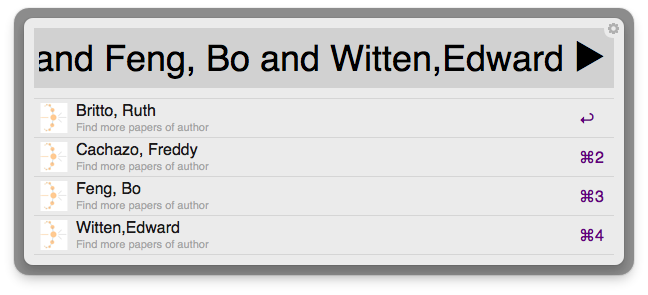 and Feng, Bo and Witten,Edward ▶
Britto, Ruth
Find more papers of author
↩
Cachazo, Freddy
Find more papers of author
⌘2
Feng, Bo
Find more papers of author
⌘3
Witten,Edward
Find more papers of author
⌘4